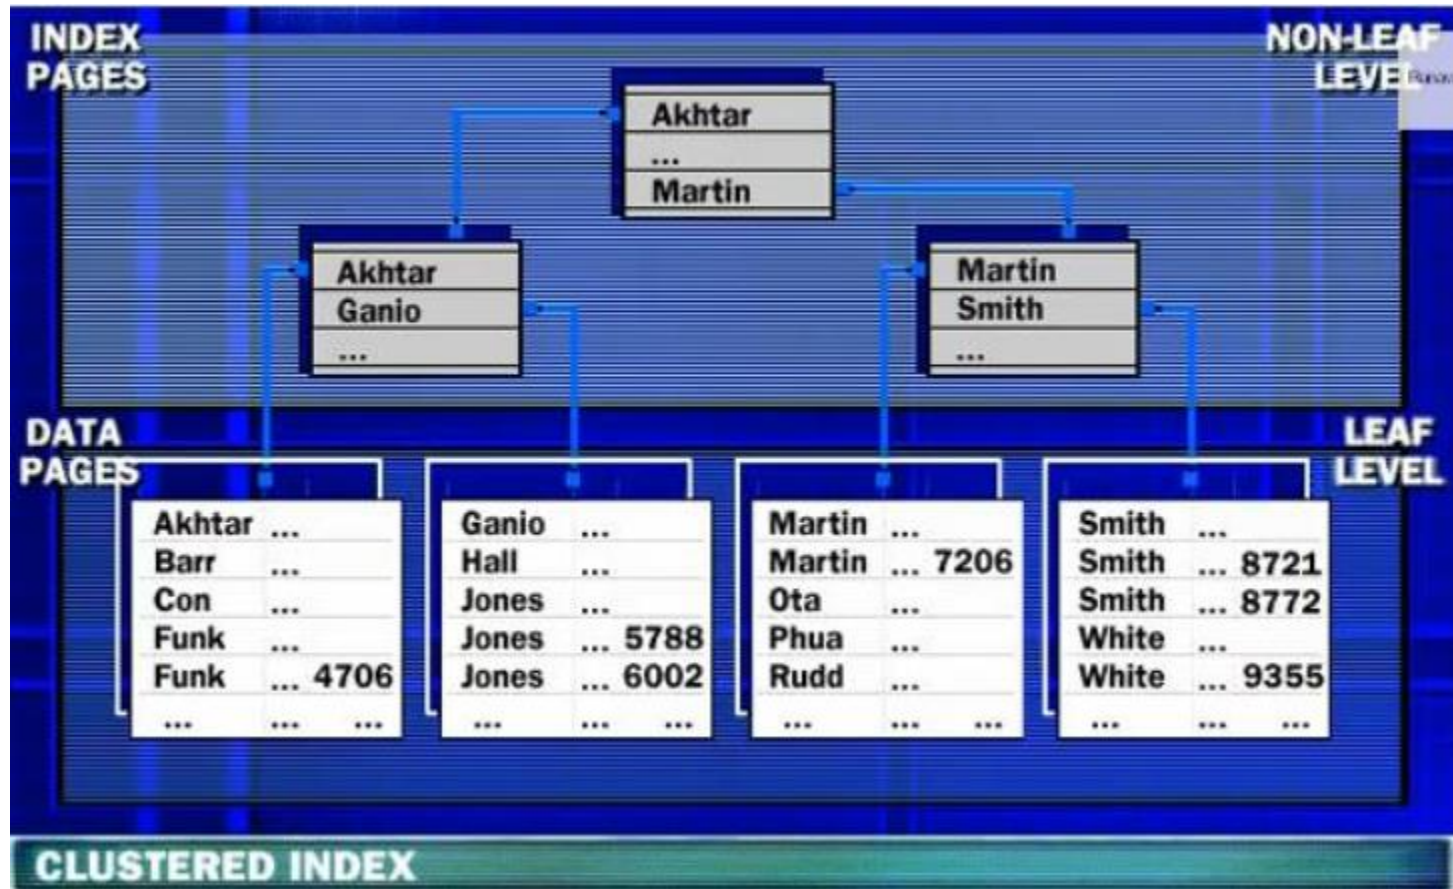 INDEX
PAGES
NON-LEAF
LEVEL
Akhtar
...
Martin
Akhtar
Ganio
...
Martin
Smith
...
DATA
PAGES
LEAF
LEVEL
Akhtar ...
Barr ...
Con ...
Funk ...
Funk ... 4706
... ... ...
Ganio ...
Hall ...
Jones ...
Jones ... 5788
Jones ... 6002
... ... ...
Martin ...
Martin ... 7206
Ota ...
Phua ...
Rudd ...
... ... ...
Smith ...
Smith ... 8721
Smith ... 8772
White ...
White ... 9355
... ... ...
CLUSTERED INDEX